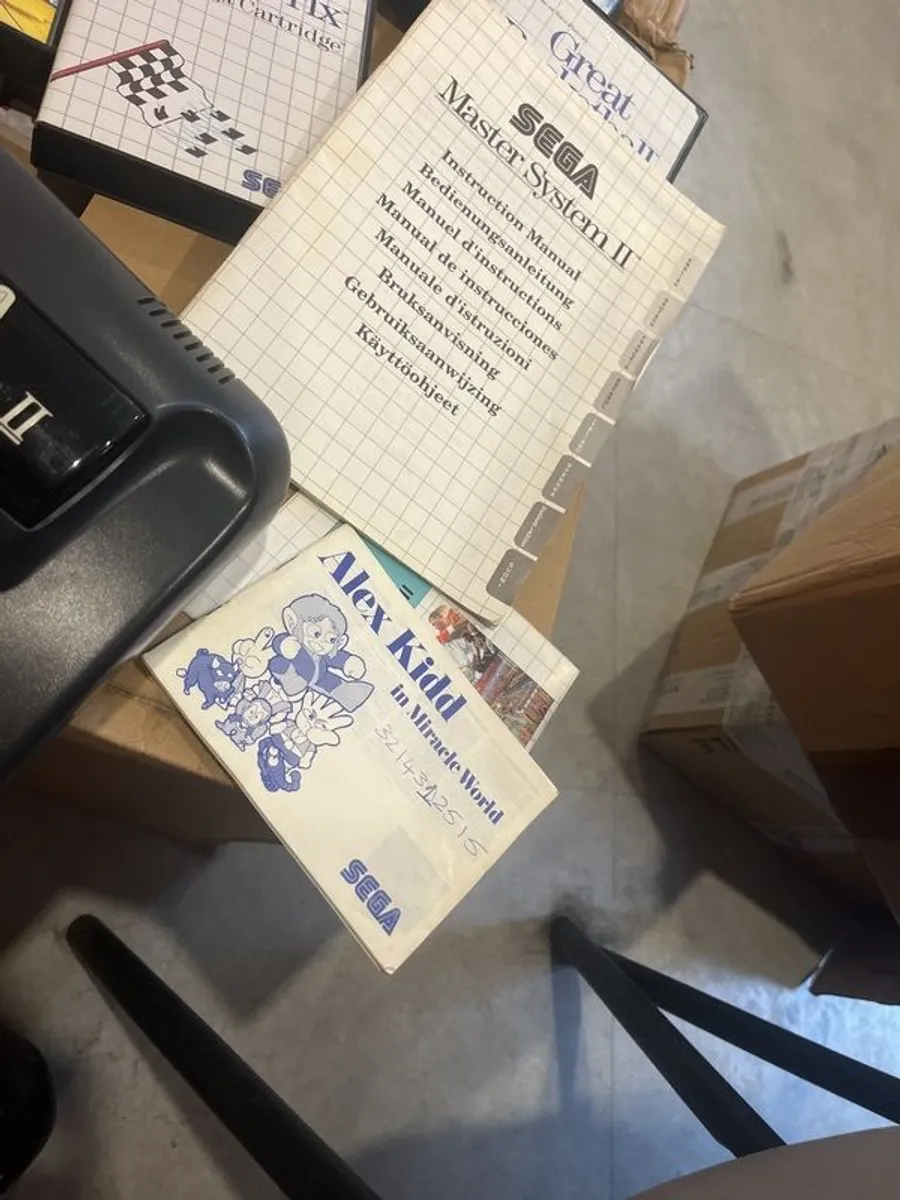 Cartridge
SEGA
Great
SEGA
Master System II
Instruction Manual
Bedienungsanleitung
Manuel d'instructions
Manual de instrucciones
Manuale d'istruzioni
Bruksanvisning
Gebruiksaanwijzing
Käyttöohjeet
II
Alex Kidd
in Miracle World
SEGA